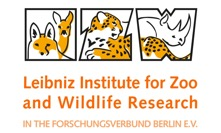 Leibniz Institute for Zoo
and Wildlife Research
IN THE FORSCHUNGSVERBUND BERLIN E.V.